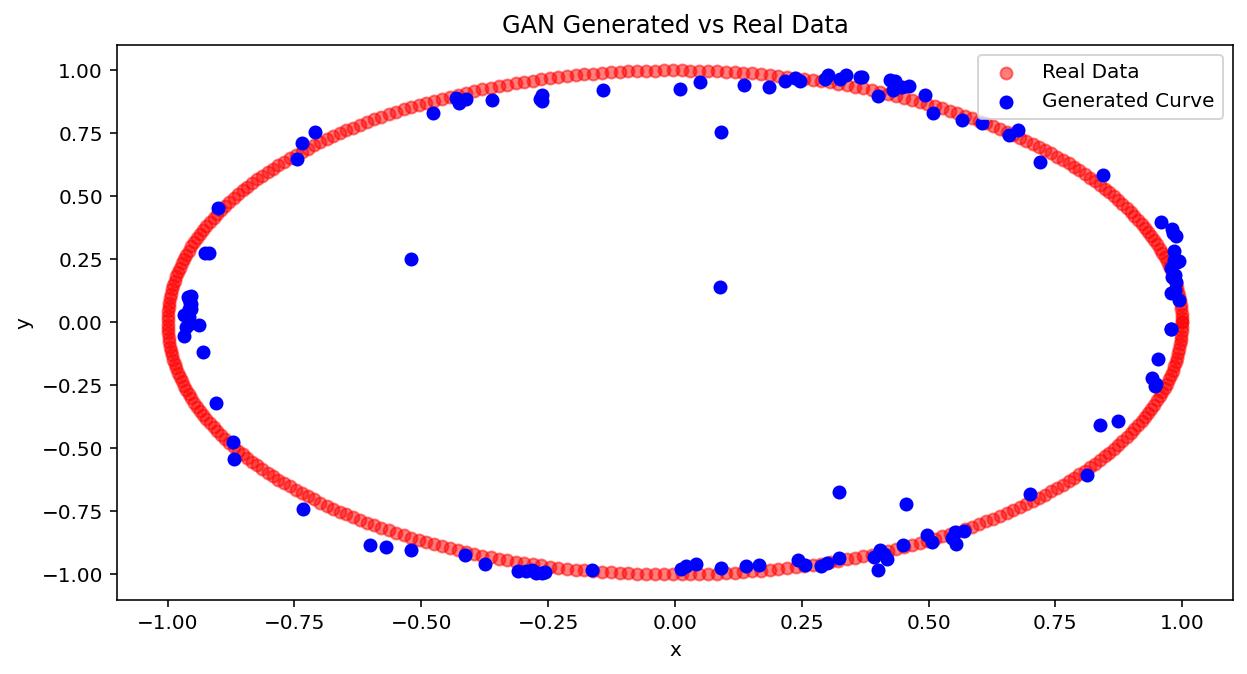 GAN Generated vs Real Data
Real Data
Generated Curve
1.00
0.75
0.50
0.25
0.00
−0.25
−0.50
−0.75
−1.00
y
−1.00 −0.75 −0.50 −0.25 0.00 0.25 0.50 0.75 1.00
x